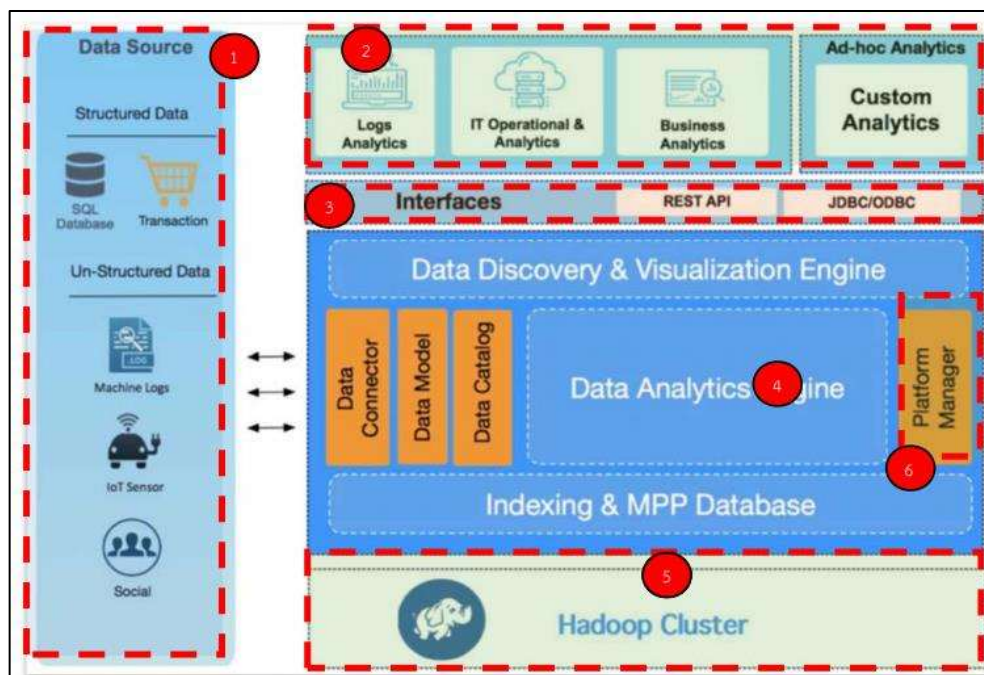 Data Source
1
Structured Data
SQL
Database
Transaction
Un-Structured Data
LOG
Machine Logs
IoT Sensor
Social
2
Logs
Analytics
IT Operational &
Analytics
Business
Analytics
Ad-hoc Analytics
Custom
Analytics
3
Interfaces
REST API
JDBC/ODBC
Data Discovery & Visualization Engine
Data
Connector
Data Model
Data Catalog
Data Analytics
4
Platform
Manager
6
Indexing & MPP Database
5
Hadoop Cluster